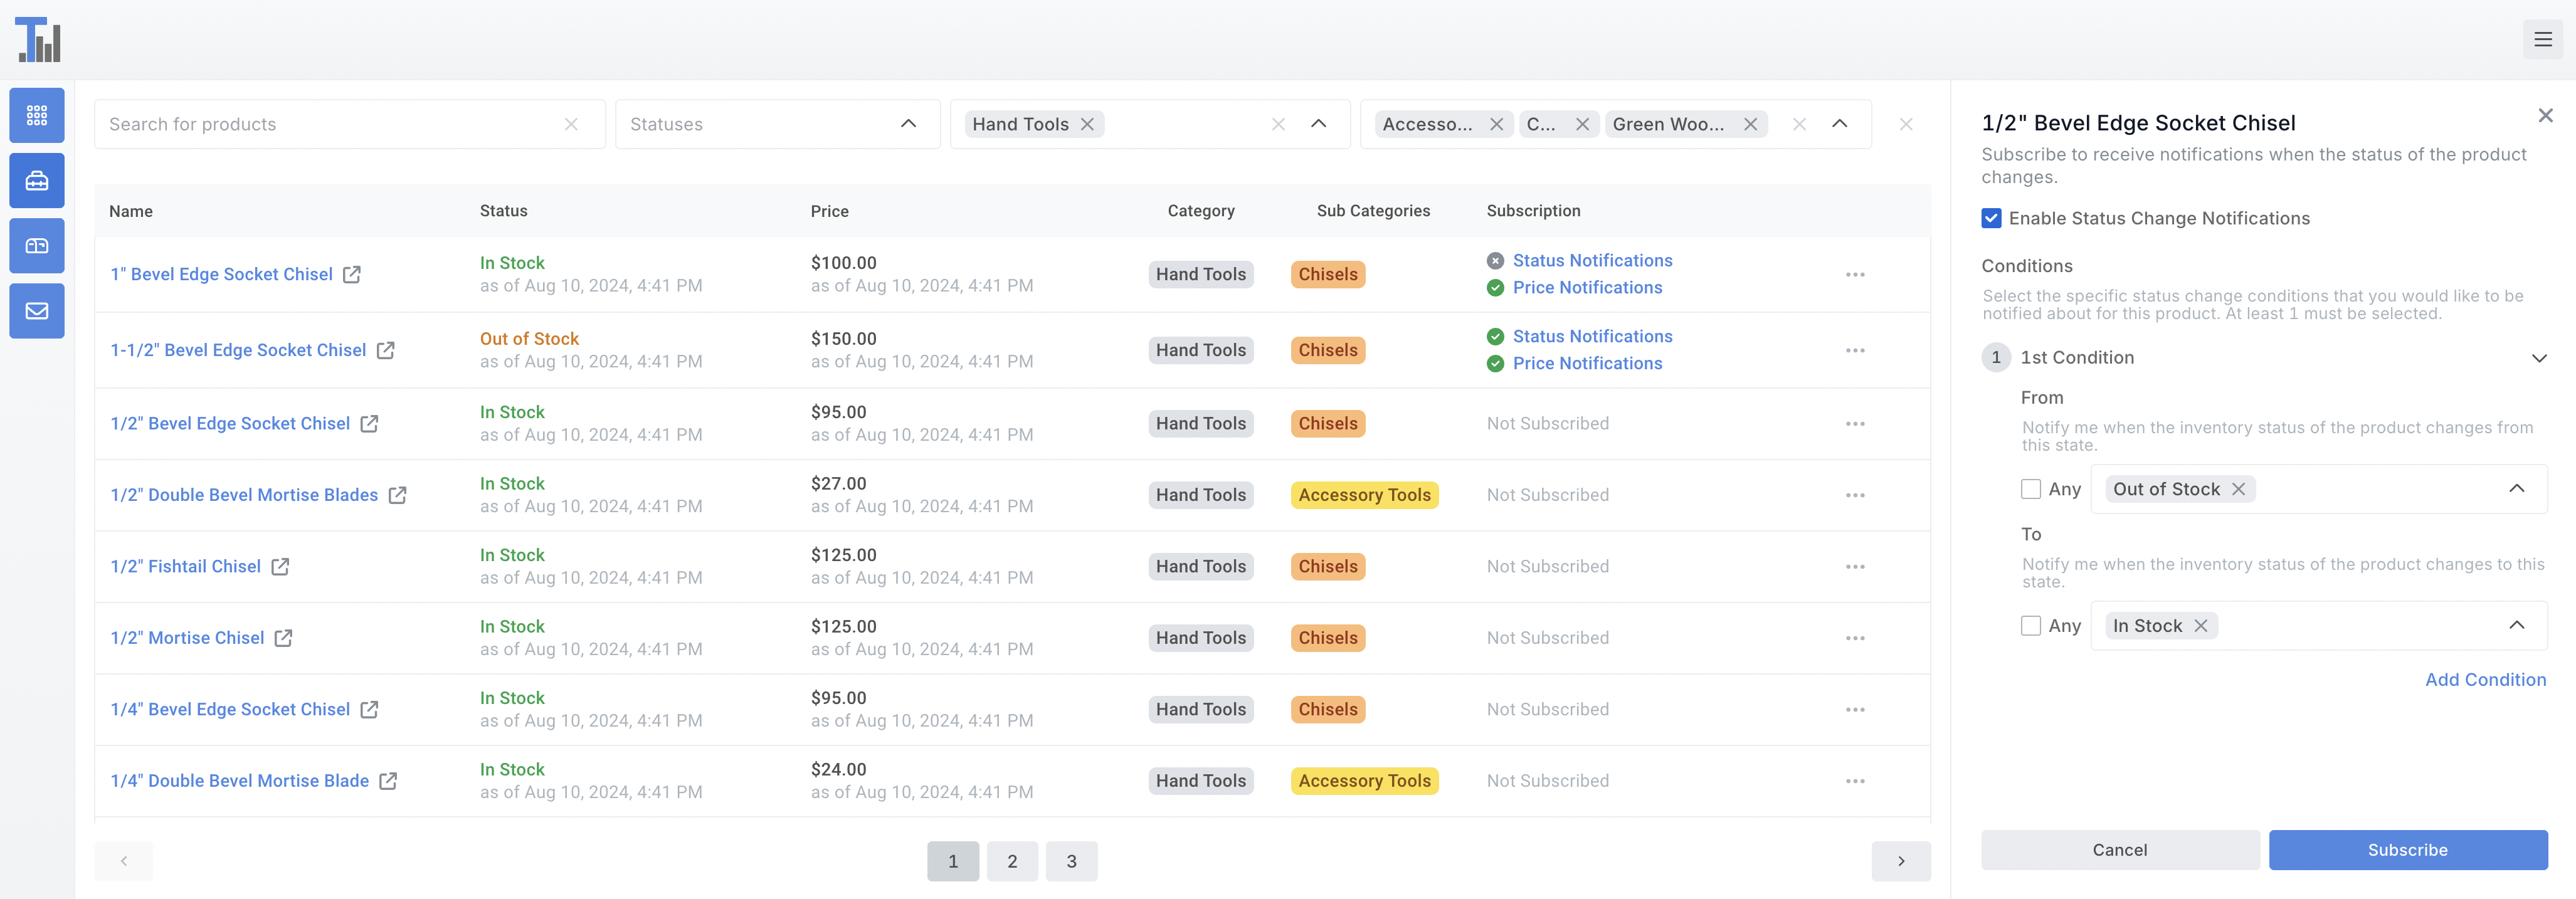 Search for products
Statuses
Hand Tools
Accesso...
C...
Green Woo...
Name
Status
Price
Category
Sub Categories
Subscription
1" Bevel Edge Socket Chisel
In Stock
as of Aug 10, 2024, 4:41 PM
$100.00
as of Aug 10, 2024, 4:41 PM
Hand Tools
Chisels
Status Notifications
Price Notifications
1-1/2" Bevel Edge Socket Chisel
Out of Stock
as of Aug 10, 2024, 4:41 PM
$150.00
as of Aug 10, 2024, 4:41 PM
Hand Tools
Chisels
Status Notifications
Price Notifications
1/2" Bevel Edge Socket Chisel
In Stock
as of Aug 10, 2024, 4:41 PM
$95.00
as of Aug 10, 2024, 4:41 PM
Hand Tools
Chisels
Not Subscribed
1/2" Double Bevel Mortise Blades
In Stock
as of Aug 10, 2024, 4:41 PM
$27.00
as of Aug 10, 2024, 4:41 PM
Hand Tools
Accessory Tools
Not Subscribed
1/2" Fishtail Chisel
In Stock
as of Aug 10, 2024, 4:41 PM
$125.00
as of Aug 10, 2024, 4:41 PM
Hand Tools
Chisels
Not Subscribed
1/2" Mortise Chisel
In Stock
as of Aug 10, 2024, 4:41 PM
$125.00
as of Aug 10, 2024, 4:41 PM
Hand Tools
Chisels
Not Subscribed
1/4" Bevel Edge Socket Chisel
In Stock
as of Aug 10, 2024, 4:41 PM
$95.00
as of Aug 10, 2024, 4:41 PM
Hand Tools
Chisels
Not Subscribed
1/4" Double Bevel Mortise Blade
In Stock
as of Aug 10, 2024, 4:41 PM
$24.00
as of Aug 10, 2024, 4:41 PM
Hand Tools
Accessory Tools
Not Subscribed
1
2
3
1/2" Bevel Edge Socket Chisel
Subscribe to receive notifications when the status of the product
changes.
Enable Status Change Notifications
Conditions
Select the specific status change conditions that you would like to be
notified about for this product. At least 1 must be selected.
1
1st Condition
From
Notify me when the inventory status of the product changes from
this state.
Any
Out of Stock
To
Notify me when the inventory status of the product changes to this
state.
Any
In Stock
Add Condition
Cancel
Subscribe